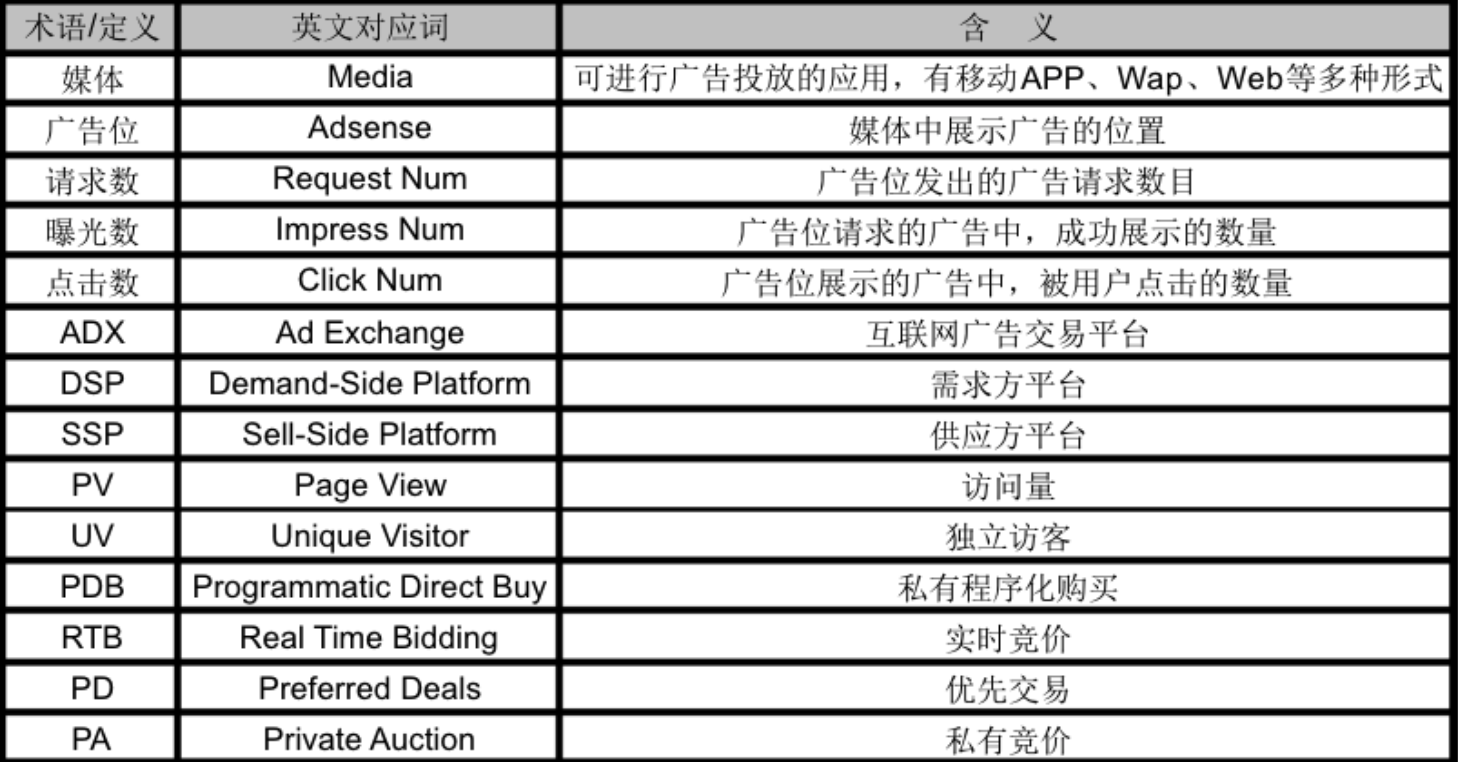 术语/定义 英文对应词 含 义
媒体 Media 可进行广告投放的应用，有移动APP、Wap、Web等多种形式
广告位 Adsense 媒体中展示广告的位置
请求数 Request Num 广告位发出的广告请求数目
曝光数 Impress Num 广告位请求的广告中，成功展示的数量
点击数 Click Num 广告位展示的广告中，被用户点击的数量
ADX Ad Exchange 互联网广告交易平台
DSP Demand-Side Platform 需求方平台
SSP Sell-Side Platform 供应方平台
PV Page View 访问量
UV Unique Visitor 独立访客
PDB Programmatic Direct Buy 私有程序化购买
RTB Real Time Bidding 实时竞价
PD Preferred Deals 优先交易
PA Private Auction 私有竞价